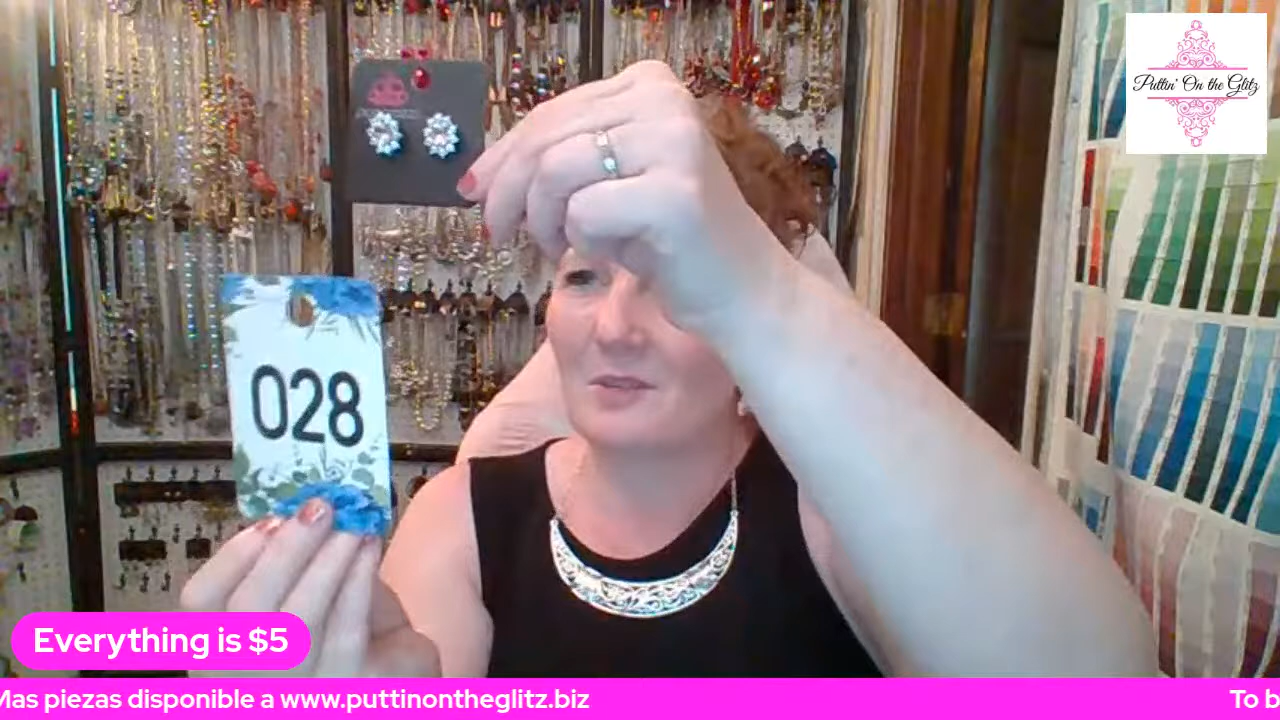 Puttin' On the Glitz
028
Everything is $5
Mas piezas disponible a www.puttinontheglitz.biz
To b